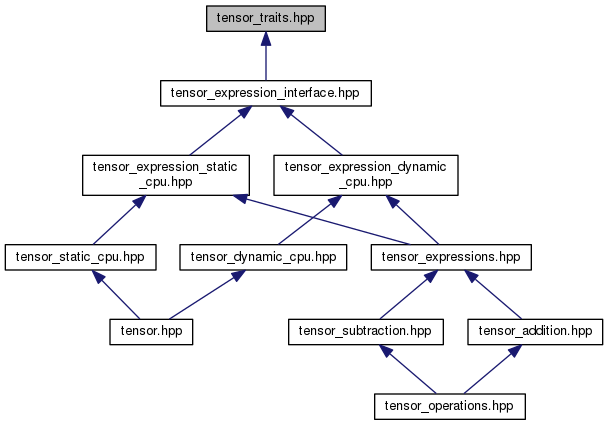 tensor_traits.hpp
tensor_expression_interface.hpp
tensor_expression_static
_cpu.hpp
tensor_expression_dynamic
_cpu.hpp
tensor_static_cpu.hpp
tensor_dynamic_cpu.hpp
tensor_expressions.hpp
tensor.hpp
tensor_subtraction.hpp
tensor_addition.hpp
tensor_operations.hpp